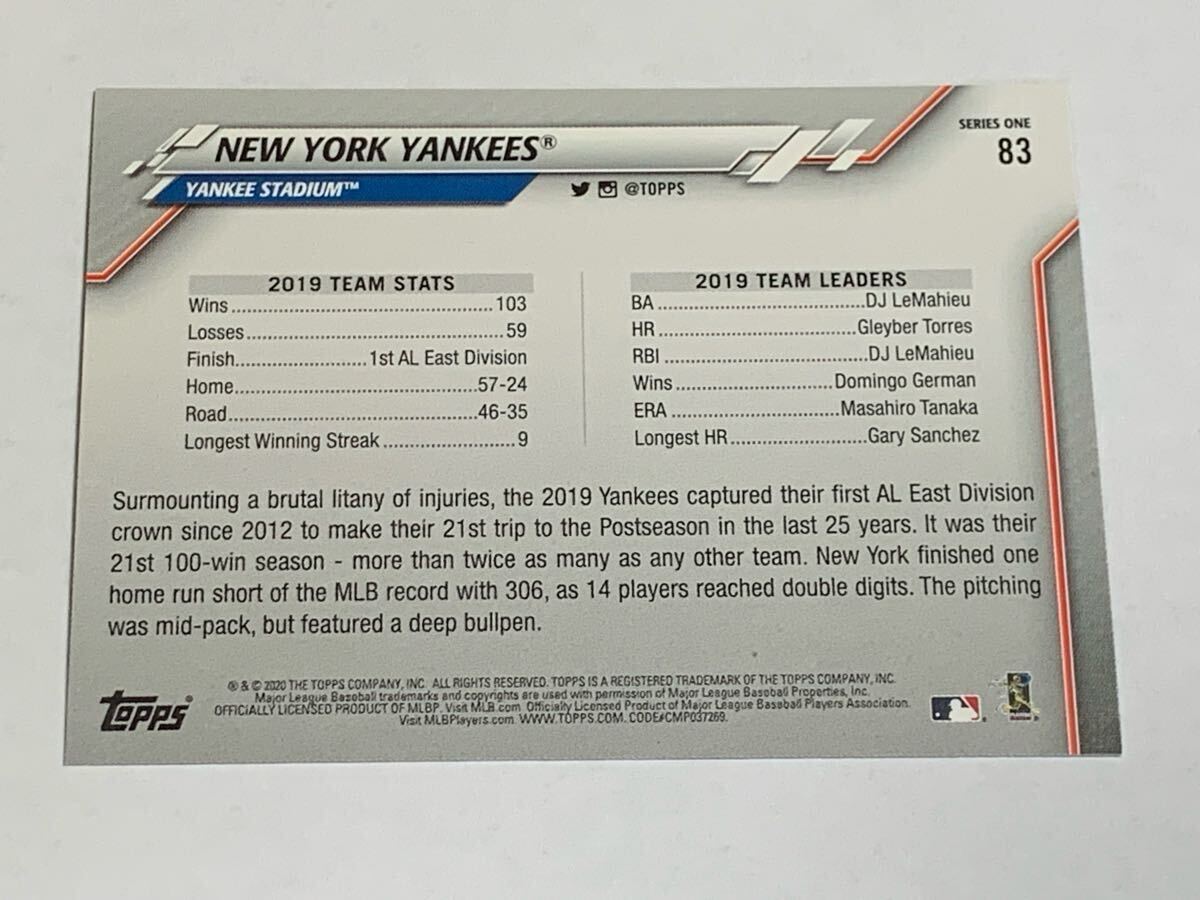 NEW YORK YANKEES®
YANKEE STADIUM™
@TOPPS
SERIES ONE
83
2019 TEAM STATS
Wins..................................................103
Losses................................................59
Finish.......................1st AL East Division
Home.............................................57-24
Road..............................................46-35
Longest Winning Streak........................9
2019 TEAM LEADERS
BA......................................DJ LeMahieu
HR....................................Gleyber Torres
RBI.....................................DJ LeMahieu
Wins............................Domingo German
ERA..............................Masahiro Tanaka
Longest HR.........................Gary Sanchez
Surmounting a brutal litany of injuries, the 2019 Yankees captured their first AL East Division
crown since 2012 to make their 21st trip to the Postseason in the last 25 years. It was their
21st 100-win season - more than twice as many as any other team. New York finished one
home run short of the MLB record with 306, as 14 players reached double digits. The pitching
was mid-pack, but featured a deep bullpen.
TOPPS®
® & © 2020 THE TOPPS COMPANY, INC. ALL RIGHTS RESERVED. TOPPS IS A REGISTERED TRADEMARK OF THE TOPPS COMPANY, INC.
Major League Baseball trademarks and copyrights are used with permission of Major League Baseball Properties, Inc.
OFFICIALLY LICENSED PRODUCT OF MLBP. Visit MLB.com. Officially Licensed Product of Major League Baseball Players Association.
Visit MLBPlayers.com. WWW.TOPPS.COM. CODE#CMP037269.